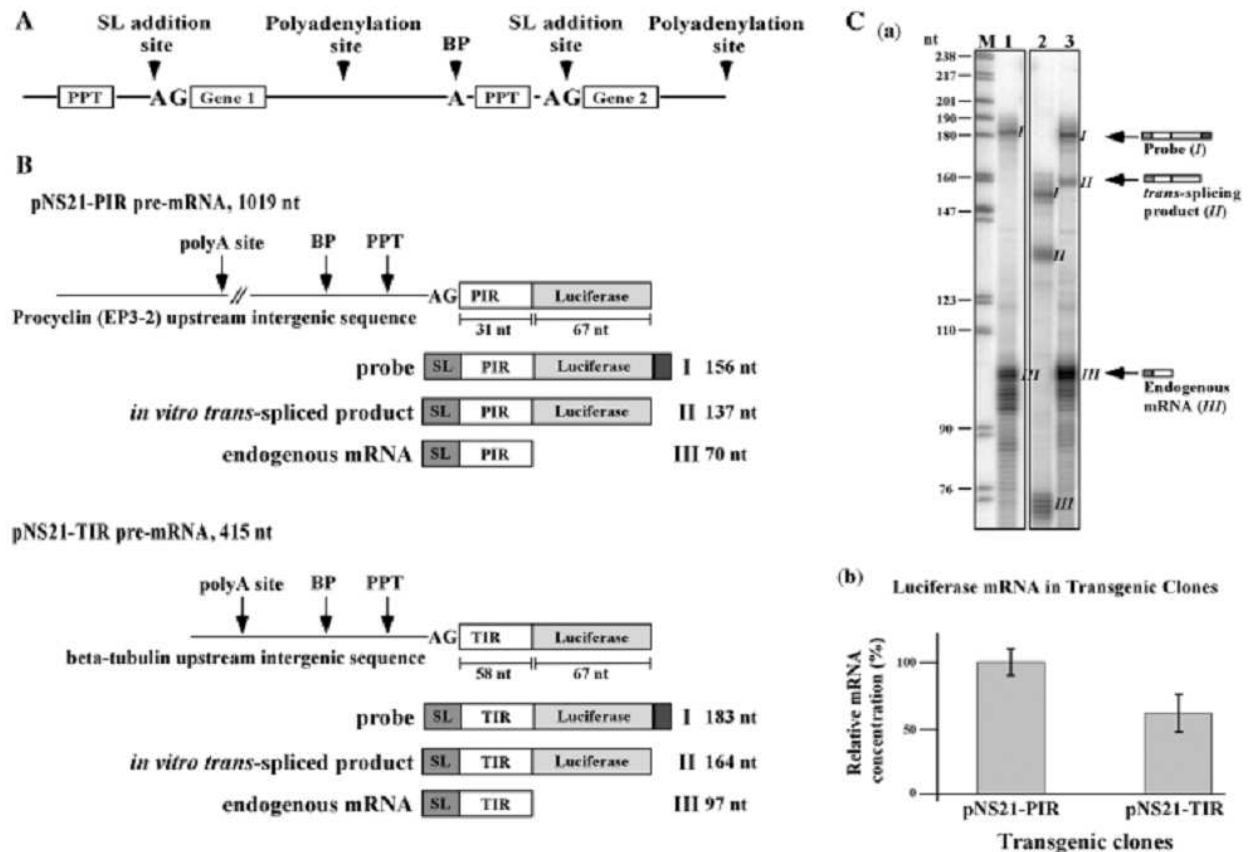 A
SL addition site
Polyadenylation site
BP
SL addition site
Polyadenylation site
PPT
AG
Gene 1
A
PPT
AG
Gene 2
B
pNS21-PIR pre-mRNA, 1019 nt
polyA site
BP
PPT
//
AG
PIR
Luciferase
Procyclin (EP3-2) upstream intergenic sequence
31 nt
67 nt
probe
SL
PIR
Luciferase
I 156 nt
in vitro trans-spliced product
SL
PIR
Luciferase
II 137 nt
endogenous mRNA
SL
PIR
III 70 nt
pNS21-TIR pre-mRNA, 415 nt
polyA site
BP
PPT
AG
TIR
Luciferase
beta-tubulin upstream intergenic sequence
58 nt
67 nt
probe
SL
TIR
Luciferase
I 183 nt
in vitro trans-spliced product
SL
TIR
Luciferase
II 164 nt
endogenous mRNA
SL
TIR
III 97 nt
C
(a)
nt
M
1
2
3
238
217
201
190
180
160
147
123
110
90
76
I
III
I
II
III
I
II
III
Probe (I)
trans-splicing
product (II)
Endogenous
mRNA (III)
(b)
Luciferase mRNA in Transgenic Clones
Relative mRNA
concentration (%)
100
50
0
pNS21-PIR
pNS21-TIR
Transgenic clones